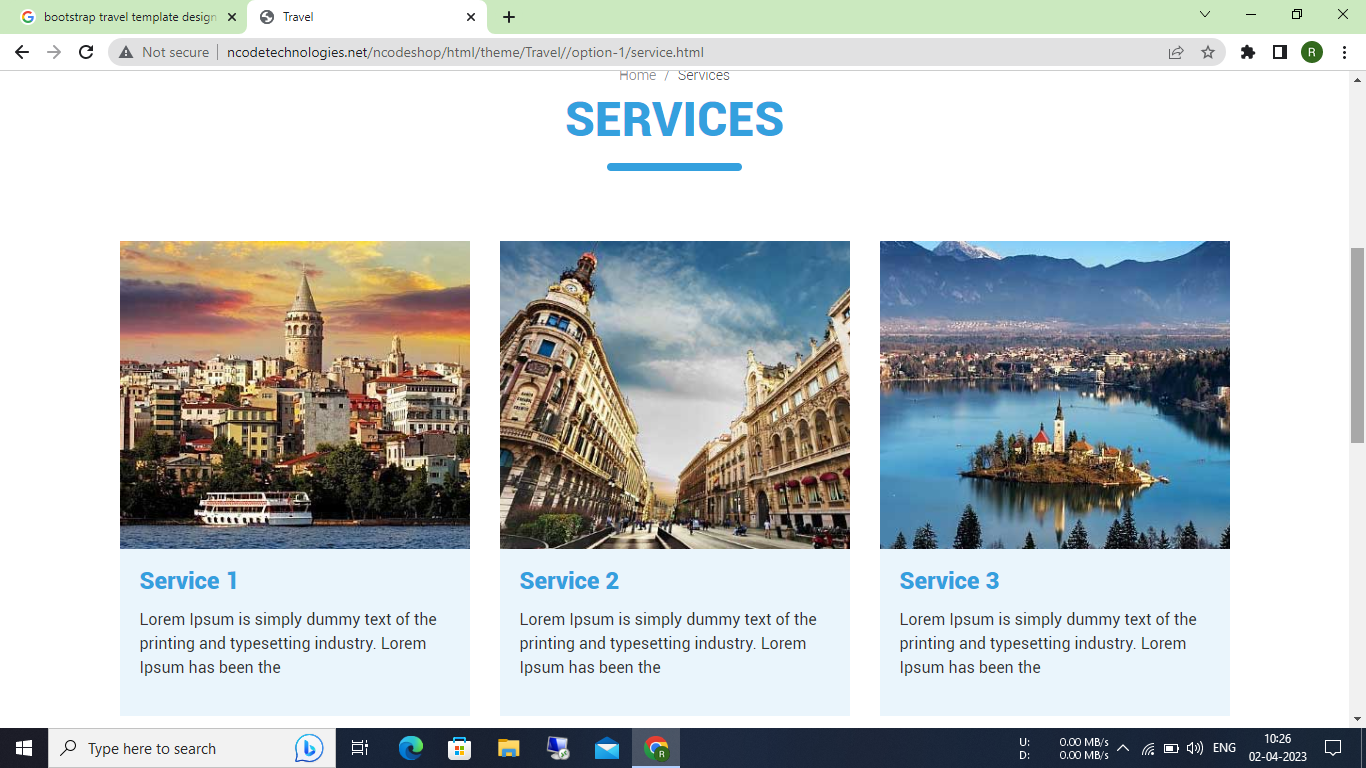 bootstrap travel template design
Travel
Not secure
ncodetechnologies.net/ncodeshop/html/theme/Travel//option-1/service.html
R
Home / Services
SERVICES
Service 1
Lorem Ipsum is simply dummy text of the
printing and typesetting industry. Lorem
Ipsum has been the
Service 2
Lorem Ipsum is simply dummy text of the
printing and typesetting industry. Lorem
Ipsum has been the
Service 3
Lorem Ipsum is simply dummy text of the
printing and typesetting industry. Lorem
Ipsum has been the
Type here to search
R
U: 0.00 MB/s
D: 0.00 MB/s
ENG
10:26
02-04-2023